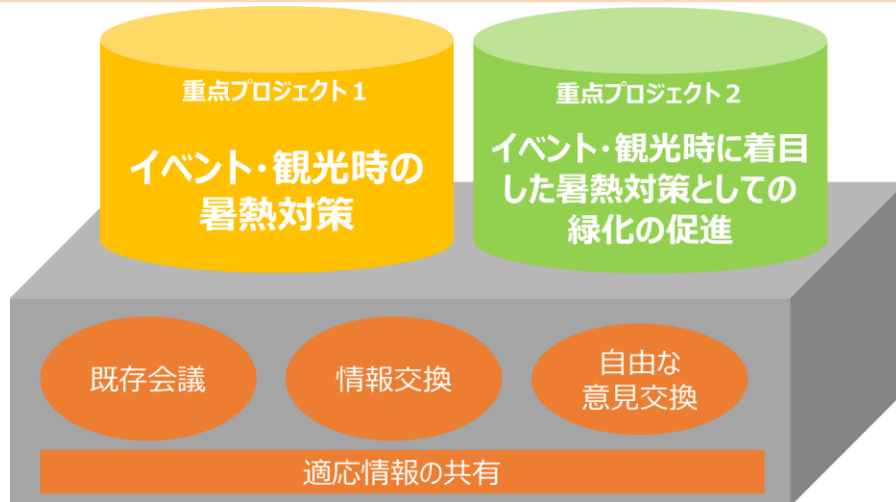 重点プロジェクト１
イベント・観光時の
暑熱対策
重点プロジェクト２
イベント・観光時に着目
した暑熱対策としての
緑化の促進
既存会議
情報交換
自由な
意見交換
適応情報の共有